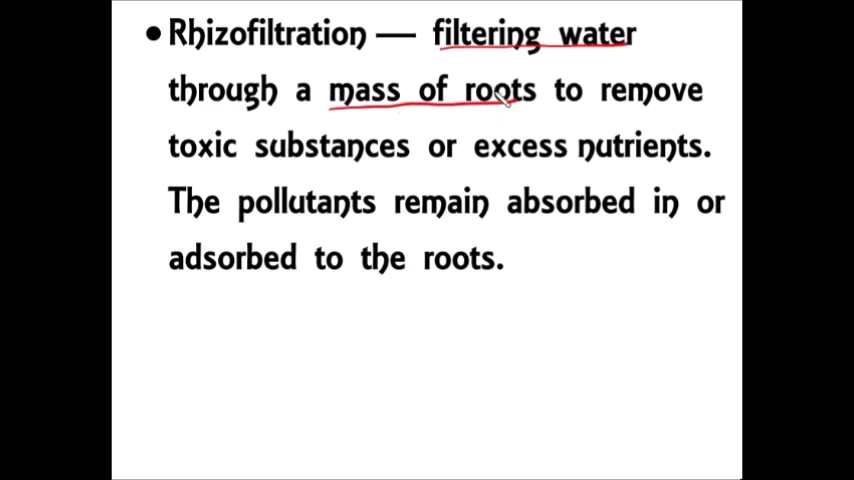 • Rhizofiltration — filtering water
through a mass of roots to remove
toxic substances or excess nutrients.
The pollutants remain absorbed in or
adsorbed to the roots.